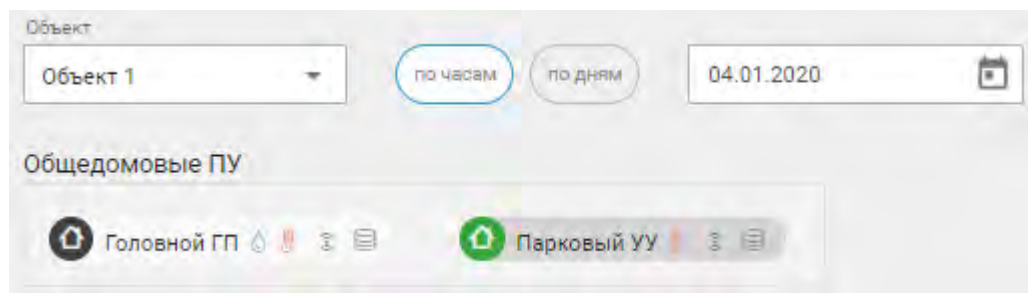 Объект
Объект 1
по часам
по дням
04.01.2020
Общедомовые ПУ
Головной ГП
Парковый УУ